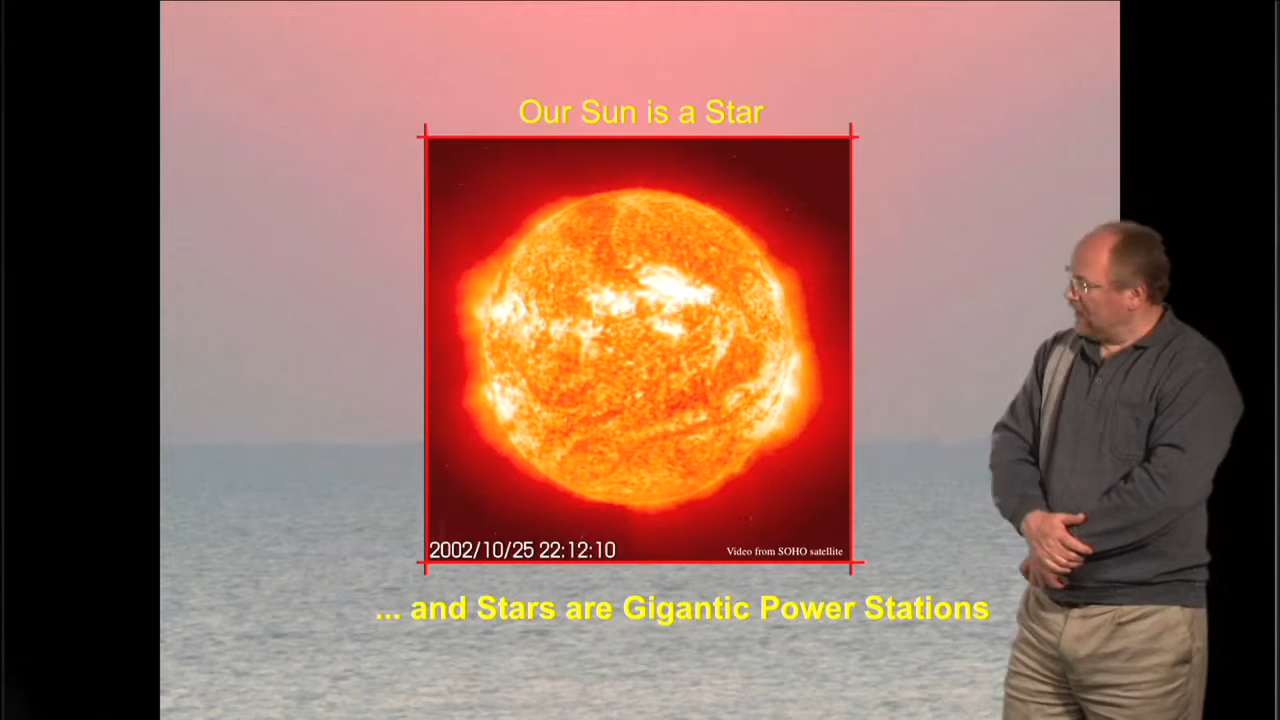 Our Sun is a Star
2002/10/25 22:12:10
Video from SOHO satellite
... and Stars are Gigantic Power Stations